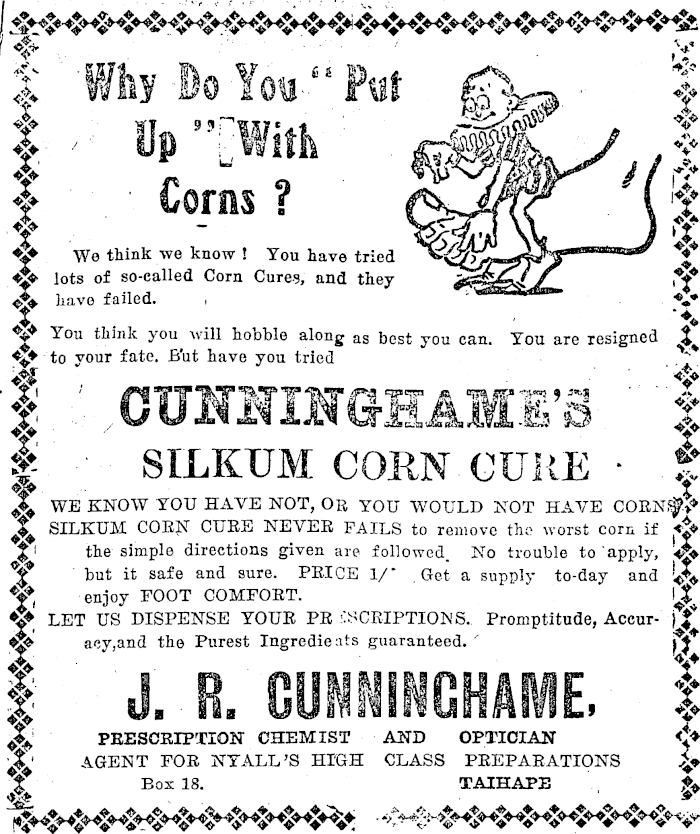 Why Do You “ Put
Up ” With
Corns ?
We think we know ! You have tried
lots of so-called Corn Cures, and they
have failed.
You think you will hobble along as best you can. You are resigned
to your fate. But have you tried
CUNNINGHAME'S
SILKUM CORN CURE
WE KNOW YOU HAVE NOT, OR YOU WOULD NOT HAVE CORNS
SILKUM CORN CURE NEVER FAILS to remove the worst corn if
the simple directions given are followed. No trouble to apply,
but it safe and sure. PRICE 1/- Get a supply to-day and
enjoy FOOT COMFORT.
LET US DISPENSE YOUR PRESCRIPTIONS. Promptitude, Accur-
acy,and the Purest Ingredients guaranteed.
J. R. CUNNINGHAME,
PRESCRIPTION CHEMIST AND OPTICIAN
AGENT FOR NYALL'S HIGH CLASS PREPARATIONS
Box 18. TAIHAPE